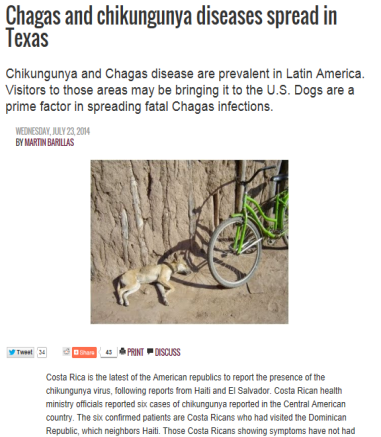 Chagas and chikungunya diseases spread in
Texas
Chikungunya and Chagas disease are prevalent in Latin America.
Visitors to those areas may be bringing it to the U.S. Dogs are a
prime factor in spreading fatal Chagas infections.
WEDNESDAY, JULY 23, 2014
BY MARTIN BARILLAS
Tweet 34 Share 43 PRINT DISCUSS
Costa Rica is the latest of the American republics to report the presence of the
chikungunya virus, following reports from Haiti and El Salvador. Costa Rican health
ministry officials reported six cases of chikungunya reported in the Central American
country. The six confirmed patients are Costa Ricans who had visited the Dominican
Republic, which neighbors Haiti. Those Costa Ricans showing symptoms have not had